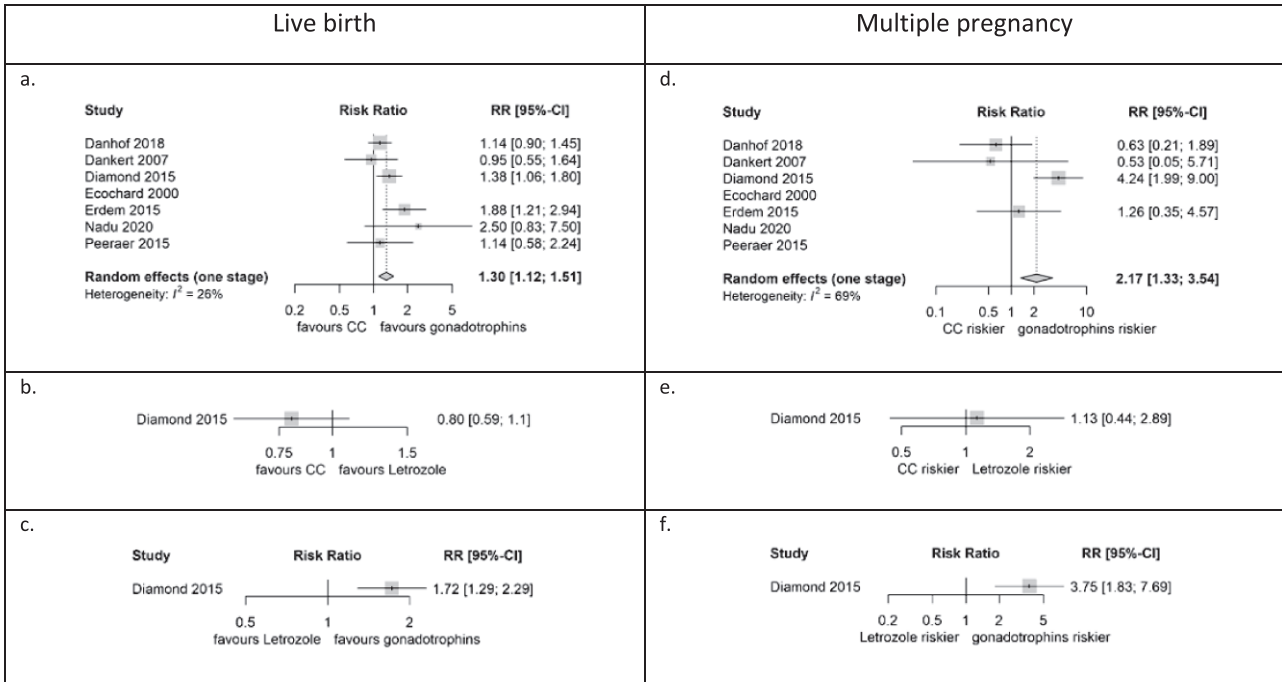 Live birth
Multiple pregnancy
a.
Study Risk Ratio RR [95%-CI]
Danhof 2018 1.14 [0.90; 1.45]
Dankert 2007 0.95 [0.55; 1.64]
Diamond 2015 1.38 [1.06; 1.80]
Ecochard 2000
Erdem 2015 1.88 [1.21; 2.94]
Nadu 2020 2.50 [0.83; 7.50]
Peeraer 2015 1.14 [0.58; 2.24]
Random effects (one stage) 1.30 [1.12; 1.51]
Heterogeneity: I² = 26%
0.2 0.5 1 2 5
favours CC favours gonadotrophins
d.
Study Risk Ratio RR [95%-CI]
Danhof 2018 0.63 [0.21; 1.89]
Dankert 2007 0.53 [0.05; 5.71]
Diamond 2015 4.24 [1.99; 9.00]
Ecochard 2000
Erdem 2015 1.26 [0.35; 4.57]
Nadu 2020
Peeraer 2015
Random effects (one stage) 2.17 [1.33; 3.54]
Heterogeneity: I² = 69%
0.1 0.5 1 2 10
CC riskier gonadotrophins riskier
b.
Diamond 2015 0.80 [0.59; 1.1]
0.75 1 1.5
favours CC favours Letrozole
e.
Diamond 2015 1.13 [0.44; 2.89]
0.5 1 2
CC riskier Letrozole riskier
c.
Study Risk Ratio RR [95%-CI]
Diamond 2015 1.72 [1.29; 2.29]
0.5 1 2
favours Letrozole favours gonadotrophins
f.
Study Risk Ratio RR [95%-CI]
Diamond 2015 3.75 [1.83; 7.69]
0.2 0.5 1 2 5
Letrozole riskier gonadotrophins riskier